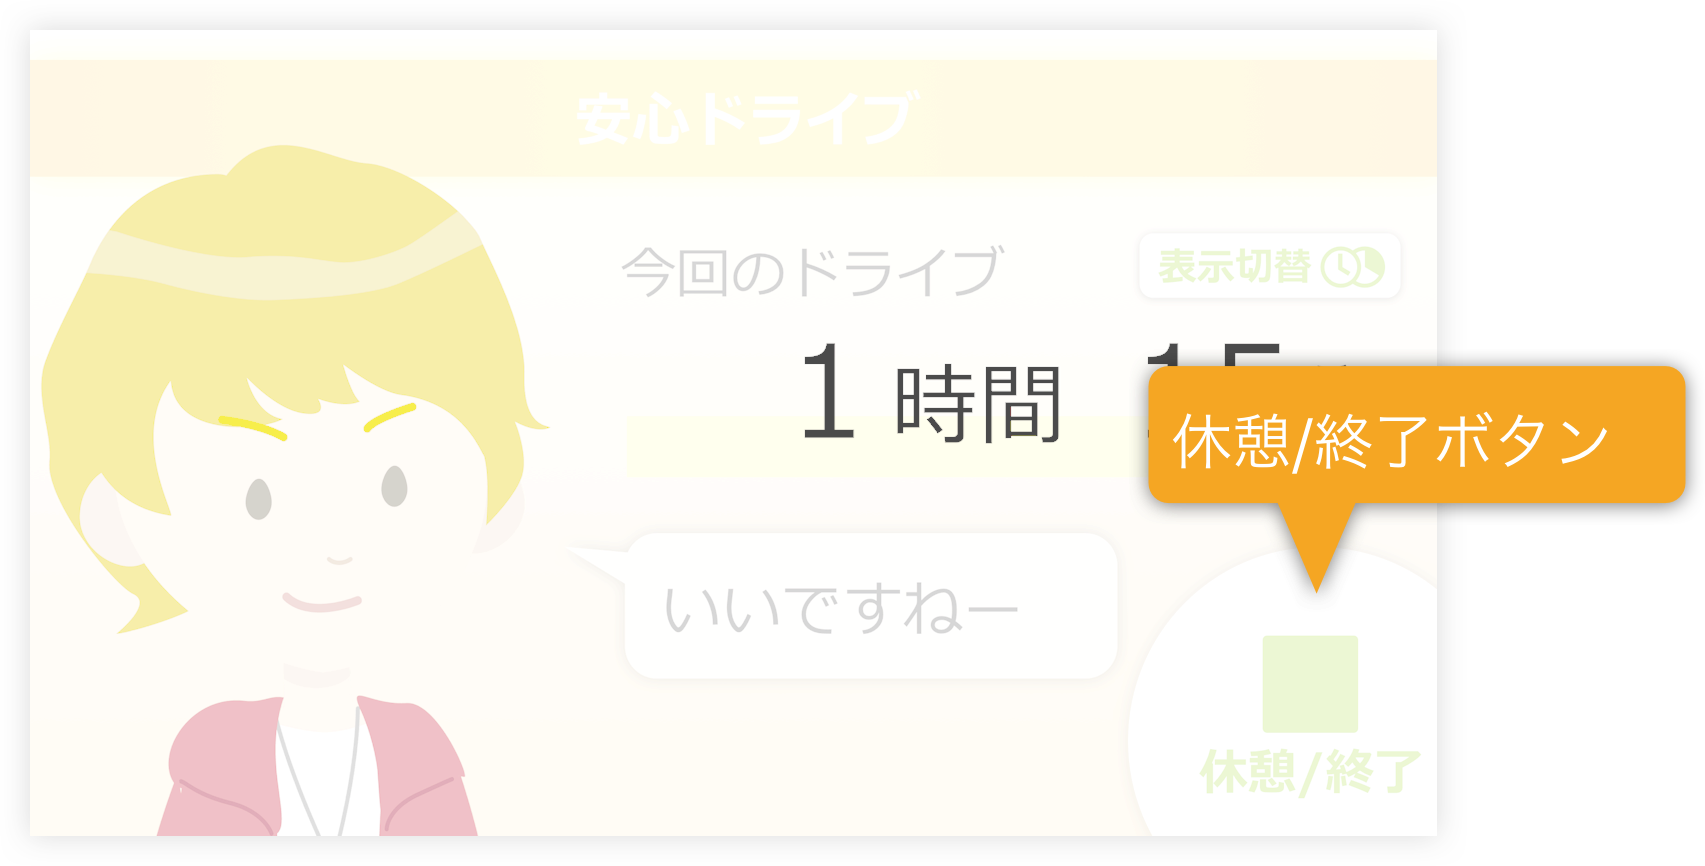 安心ドライブ
今回のドライブ
表示切替
1 時間 15
休憩/終了ボタン
いいですねー
休憩/終了